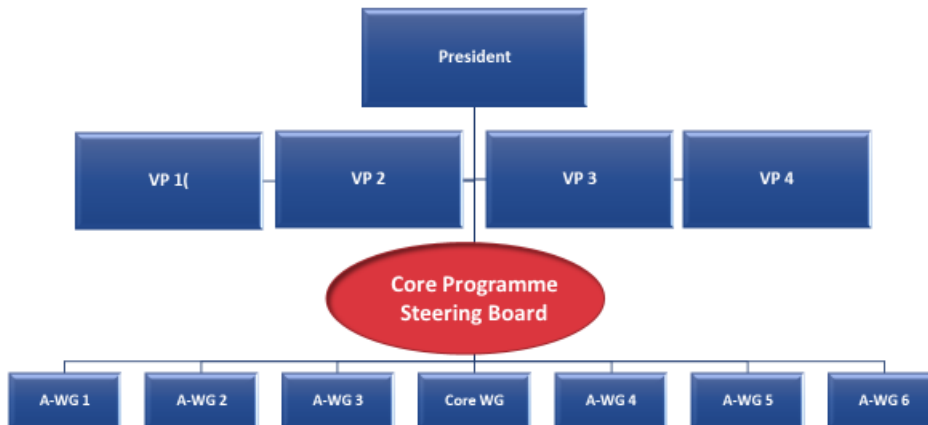 President
VP 1(
VP 2
VP 3
VP 4
Core Programme
Steering Board
A-WG 1
A-WG 2
A-WG 3
Core WG
A-WG 4
A-WG 5
A-WG 6